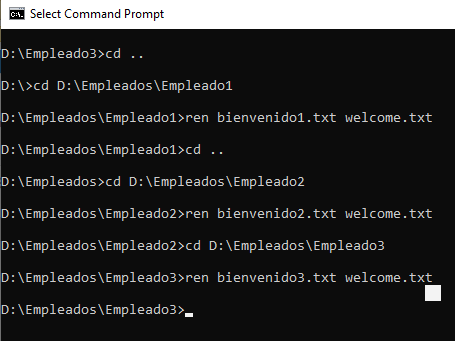 Select Command Prompt
D:\Empleado3>cd ..
D:\>cd D:\Empleados\Empleado1
D:\Empleados\Empleado1>ren bienvenido1.txt welcome.txt
D:\Empleados\Empleado1>cd ..
D:\Empleados>cd D:\Empleados\Empleado2
D:\Empleados\Empleado2>ren bienvenido2.txt welcome.txt
D:\Empleados\Empleado2>cd D:\Empleados\Empleado3
D:\Empleados\Empleado3>ren bienvenido3.txt welcome.txt
D:\Empleados\Empleado3>